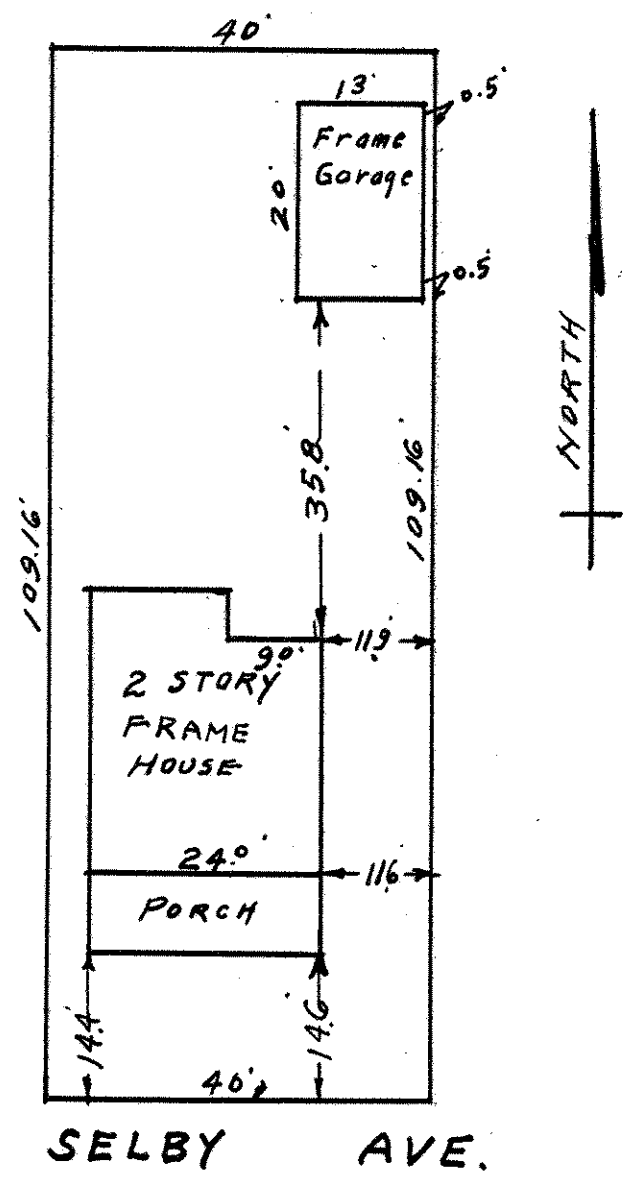 40'
13'
0.5'
Frame
Garage
20'
0.5'
NORTH
35.8'
109.16'
109.16'
11.9'
9.0'
2 STORY
FRAME
HOUSE
24.0'
11.6'
PORCH
14.4'
14.6'
40'
SELBY AVE.